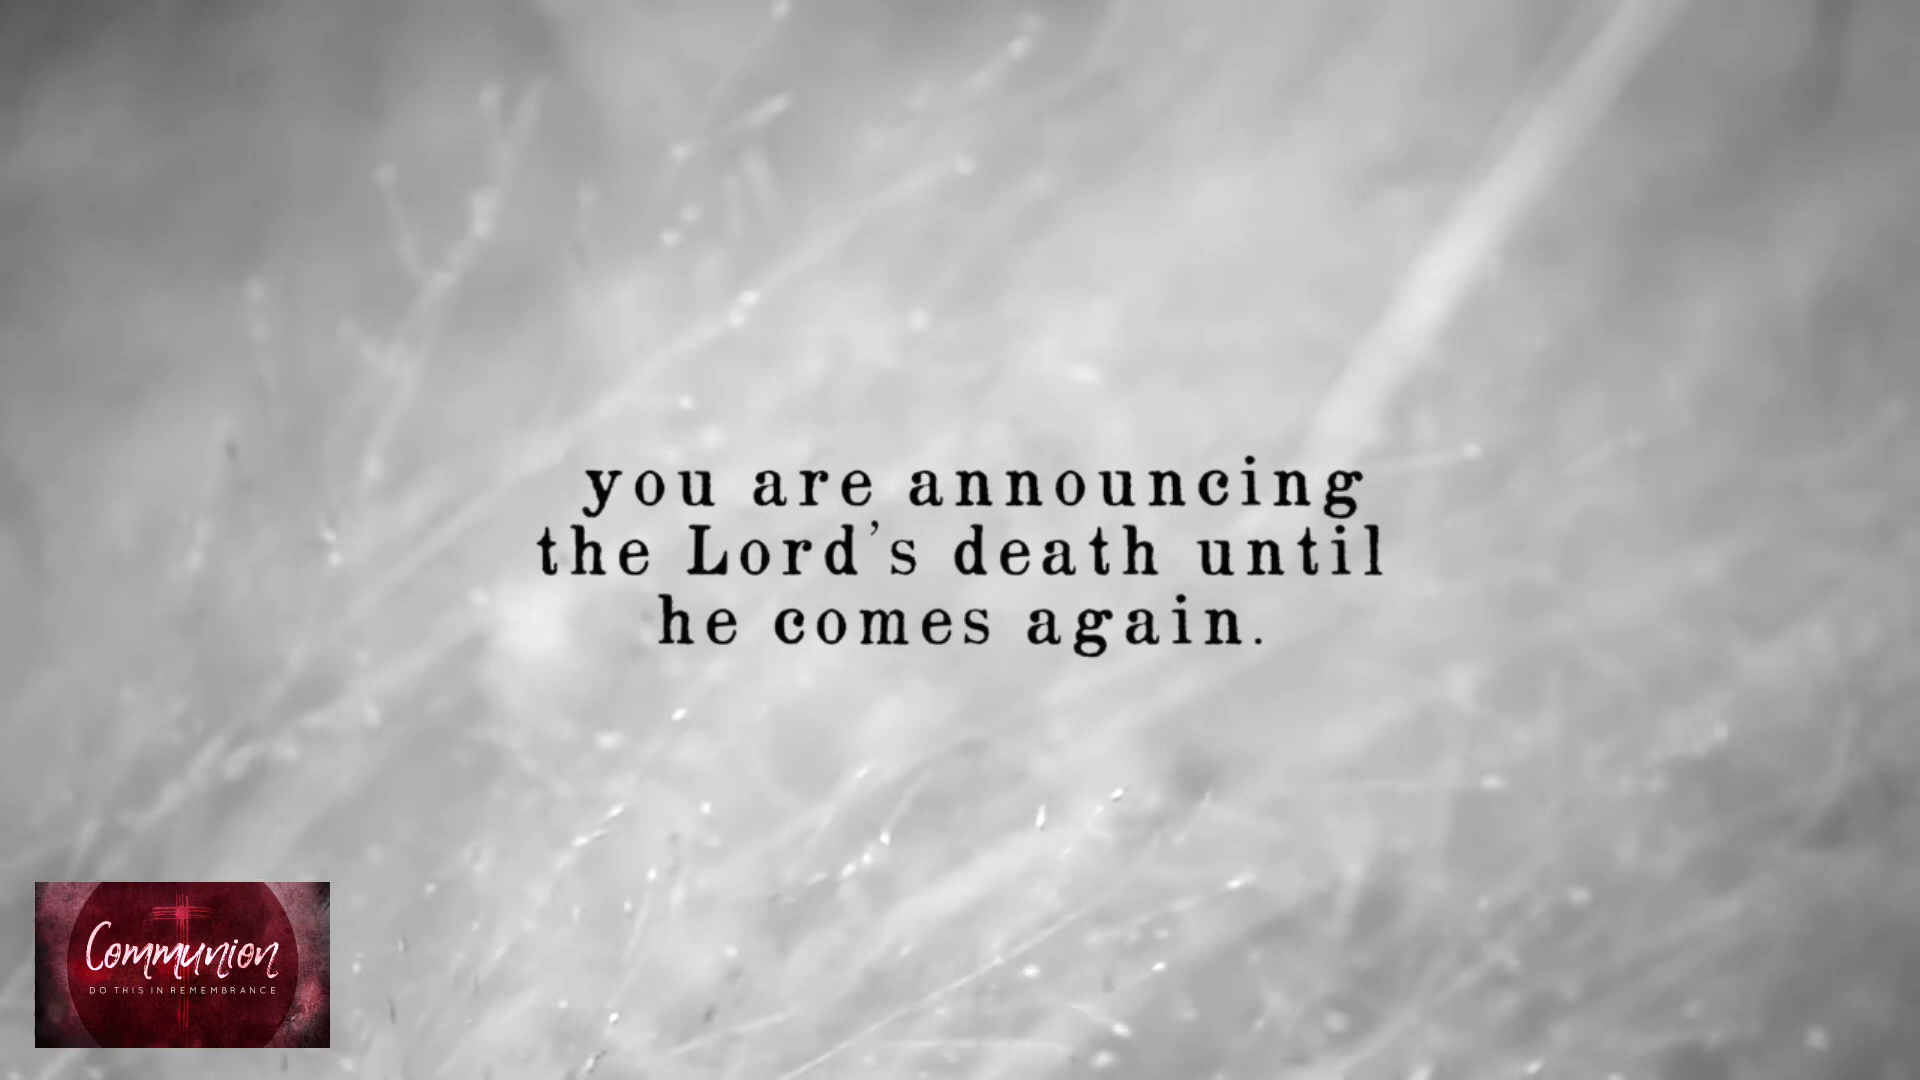 you are announcing
the Lord's death until
he comes again.
Communion
DO THIS IN REMEMBRANCE